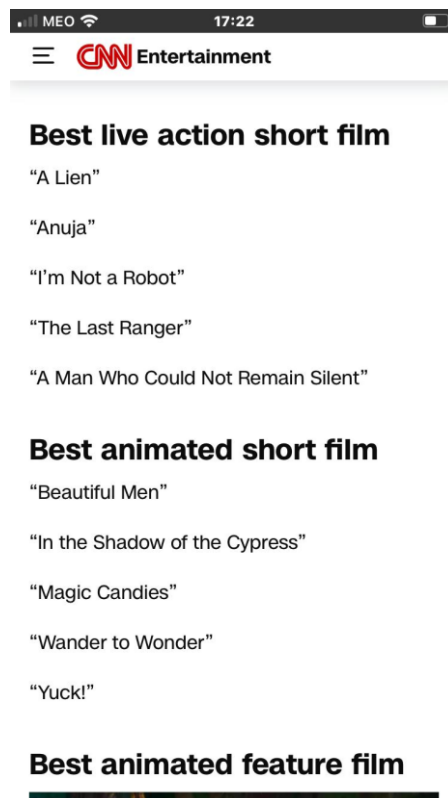 MEO 17:22
CNN Entertainment
Best live action short film
“A Lien”
“Anuja”
“I’m Not a Robot”
“The Last Ranger”
“A Man Who Could Not Remain Silent”
Best animated short film
“Beautiful Men”
“In the Shadow of the Cypress”
“Magic Candies”
“Wander to Wonder”
“Yuck!”
Best animated feature film